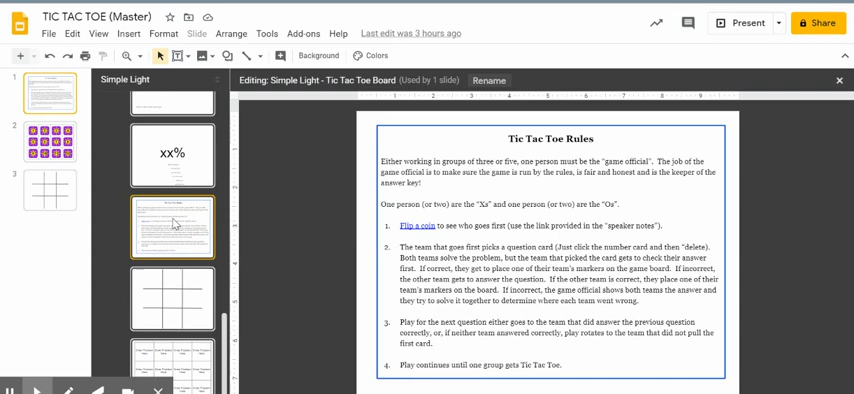 TIC TAC TOE (Master)
File Edit View Insert Format Slide Arrange Tools Add-ons Help Last edit was 3 hours ago
Present
Share
Background Colors
Simple Light
Editing: Simple Light - Tic Tac Toe Board (Used by 1 slide) Rename
1 2 3 4 5 6 7 8 9
1
2
3
xx%
Tic Tac Toe Rules
Either working in groups of three or five, one person must be the "game official". The job of the
game official is to make sure the game is run by the rules, is fair and honest and is the keeper of the
answer key!
One person (or two) are the "Xs" and one person (or two) are the "Os".
1. Flip a coin to see who goes first (use the link provided in the "speaker notes").
2. The team that goes first picks a question card (Just click the number card and then "delete).
Both teams solve the problem, but the team that picked the card gets to check their answer
first. If correct, they get to place one of their team's markers on the game board. If incorrect,
the other team gets to answer the question. If the other team is correct, they place one of their
team's markers on the board. If incorrect, the game official shows both teams the answer and
they try to solve it together to determine where each team went wrong.
3. Play for the next question either goes to the team that did answer the previous question
correctly, or, if neither team answered correctly, play rotates to the team that did not pull the
first card.
4. Play continues until one group gets Tic Tac Toe.